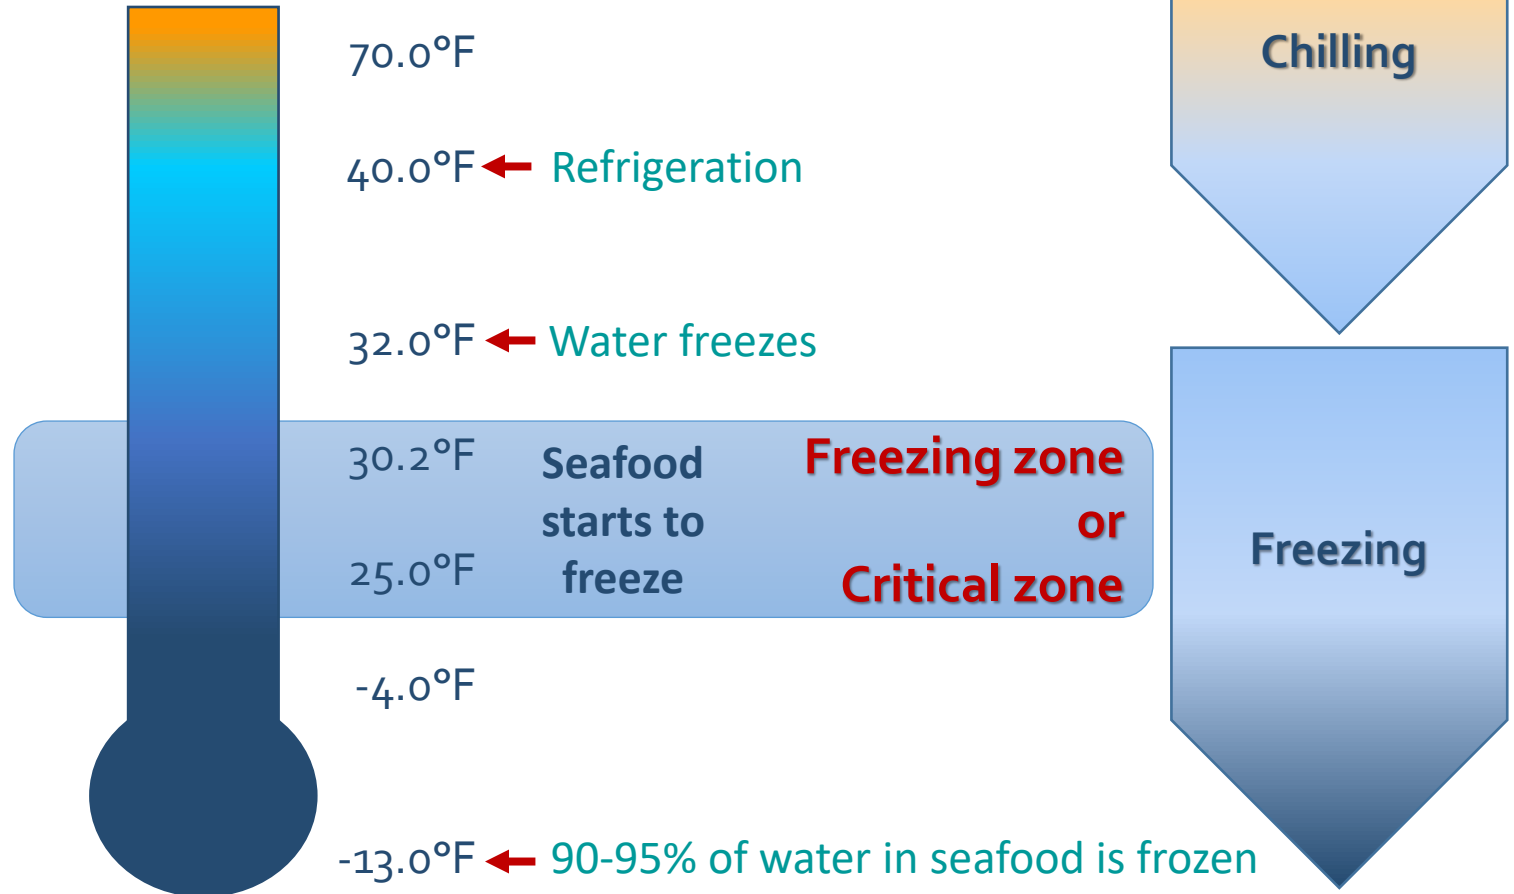 70.0°F
Chilling
40.0°F
Refrigeration
32.0°F
Water freezes
30.2°F
25.0°F
Seafood
starts to
freeze
Freezing zone
or
Critical zone
Freezing
-4.0°F
-13.0°F
90-95% of water in seafood is frozen